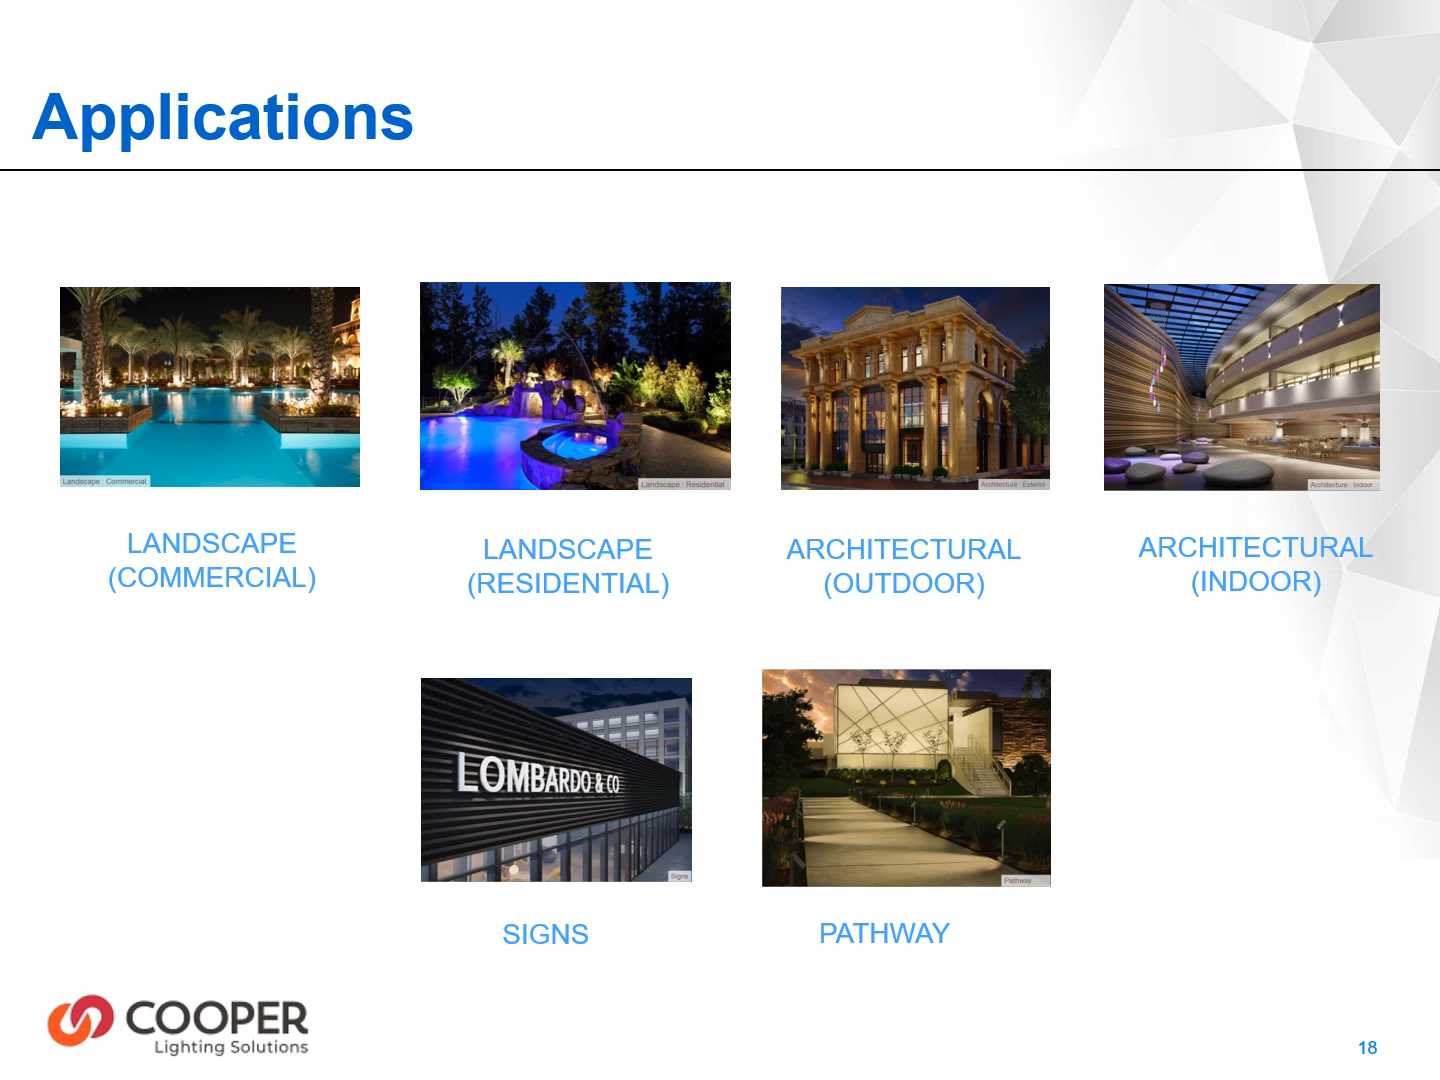 Applications
Landscape : Commercial
Landscape : Residential
Architecture : Exterior
Architecture : Indoor
LANDSCAPE
(COMMERCIAL)
LANDSCAPE
(RESIDENTIAL)
ARCHITECTURAL
(OUTDOOR)
ARCHITECTURAL
(INDOOR)
LOMBARDO & CO
Signs
Pathway
SIGNS
PATHWAY
COOPER
Lighting Solutions
18